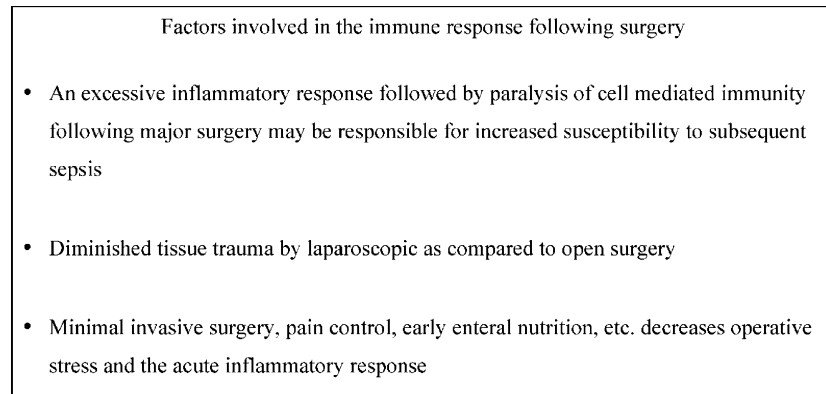 Factors involved in the immune response following surgery
• An excessive inflammatory response followed by paralysis of cell mediated immunity
following major surgery may be responsible for increased susceptibility to subsequent
sepsis
• Diminished tissue trauma by laparoscopic as compared to open surgery
• Minimal invasive surgery, pain control, early enteral nutrition, etc. decreases operative
stress and the acute inflammatory response